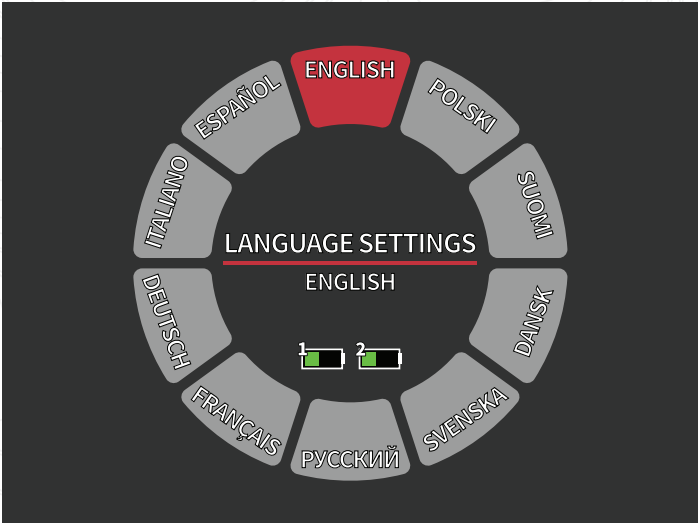 ENGLISH
POLSKI
SUOMI
DANSK
SVENSKA
РУССКИЙ
FRANÇAIS
DEUTSCH
ITALIANO
ESPAÑOL
LANGUAGE SETTINGS
ENGLISH
1 2